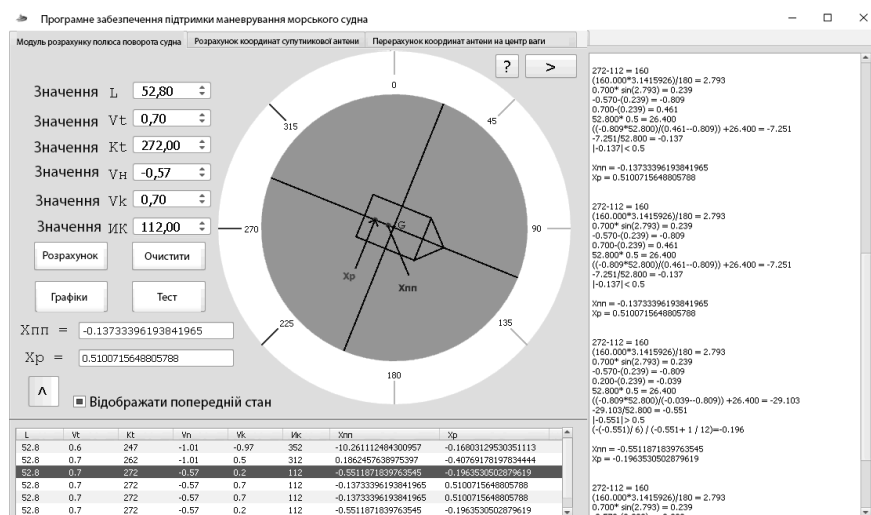 Програмне забезпечення підтримки маневрування морського судна
Модуль розрахунку полюса поворота судна
Розрахунок координат супутникової антени
Перерахунок координат антени на центр ваги
Значення L 52,80
Значення Vt 0,70
Значення Kt 272,00
Значення Vн -0,57
Значення Vk 0,70
Значення ИК 112,00
Розрахунок
Очистити
Графіки
Тест
Xпп = -0.13733396193841965
Xp = 0.5100715648805788
^
Відображати попередній стан
? >
0
45
90
135
180
225
270
315
G
Xp
Xпп
L Vt Kt Vn Vk Ик Xпп Xp
52.8 0.6 247 -1.01 -0.97 352 -10.261112484300957 -0.16803129530351113
52.8 0.7 262 -1.01 0.5 312 0.1862457638975397 -0.40769178197834444
52.8 0.7 272 -0.57 0.2 112 -0.5511871839763545 -0.1963530502879619
52.8 0.7 272 -0.57 0.7 112 -0.13733396193841965 0.5100715648805788
52.8 0.7 272 -0.57 0.7 112 -0.13733396193841965 0.5100715648805788
52.8 0.7 272 -0.57 0.2 112 -0.5511871839763545 -0.1963530502879619
272-112 = 160
(160.000*3.1415926)/180 = 2.793
0.700* sin(2.793) = 0.239
-0.570-(0.239) = -0.809
0.700-(0.239) = 0.461
52.800* 0.5 = 26.400
((-0.809*52.800)/(0.461--0.809)) +26.400 = -7.251
-7.251/52.800 = -0.137
|-0.137|< 0.5
Xпп = -0.13733396193841965
Xp = 0.5100715648805788
272-112 = 160
(160.000*3.1415926)/180 = 2.793
0.700* sin(2.793) = 0.239
-0.570-(0.239) = -0.809
0.700-(0.239) = 0.461
52.800* 0.5 = 26.400
((-0.809*52.800)/(0.461--0.809)) +26.400 = -7.251
-7.251/52.800 = -0.137
|-0.137|< 0.5
Xпп = -0.13733396193841965
Xp = 0.5100715648805788
272-112 = 160
(160.000*3.1415926)/180 = 2.793
0.700* sin(2.793) = 0.239
-0.570-(0.239) = -0.809
0.200-(0.239) = -0.039
52.800* 0.5 = 26.400
((-0.809*52.800)/(-0.039--0.809)) +26.400 = -29.103
-29.103/52.800 = -0.551
|-0.551|> 0.5
(-(-0.551)/ 6) / (-0.551+ 1 / 12)=-0.196
Xпп = -0.5511871839763545
Xp = -0.1963530502879619
272-112 = 160
(160.000*3.1415926)/180 = 2.793
0.700* sin(2.793) = 0.239